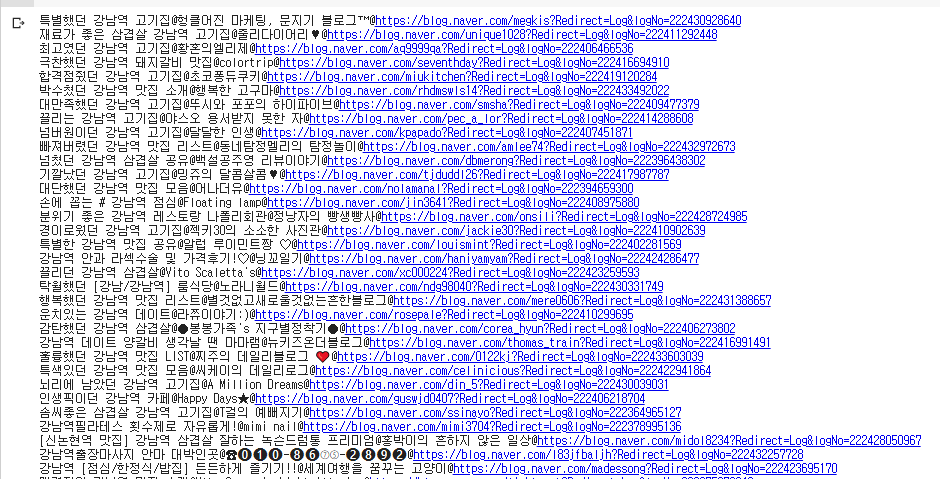 특별했던 강남역 고기집@헝클어진 마케팅, 문지기 블로그™@https://blog.naver.com/megkis?Redirect=Log&logNo=222430928640
재료가 좋은 삼겹살 강남역 고기집@줄리다이어리♥@https://blog.naver.com/unique1028?Redirect=Log&logNo=222411292448
최고였던 강남역 고기집@황혼의엘리제@https://blog.naver.com/aq9999qa?Redirect=Log&logNo=222406466536
극찬했던 강남역 돼지갈비 맛집@colortrip@https://blog.naver.com/seventhday?Redirect=Log&logNo=222416694910
합격점줬던 강남역 고기집@초코퐁듀쿠키@https://blog.naver.com/miukitchen?Redirect=Log&logNo=222419120284
박수쳤던 강남역 맛집 소개@행복한 고구마@https://blog.naver.com/rhdmswls14?Redirect=Log&logNo=222433492022
대만족했던 강남역 고기집@뚜시와 포포의 하이파이브@https://blog.naver.com/smsha?Redirect=Log&logNo=222409477379
끌리는 강남역 고기집@야스오 용서받지 못한 자@https://blog.naver.com/pec_a_lor?Redirect=Log&logNo=222414288608
넘버원이던 강남역 고기집@달달한 인생@https://blog.naver.com/kpapado?Redirect=Log&logNo=222407451871
빠져버렸던 강남역 맛집 리스트@동네탐정멜리의 탐정놀이@https://blog.naver.com/amlee74?Redirect=Log&logNo=222432972673
넘쳤던 강남역 삼겹살 공유@백설공주영 리뷰이야기@https://blog.naver.com/dbmerong?Redirect=Log&logNo=222396438302
기깔났던 강남역 고기집@밍쥬의 달콤살콤♥@https://blog.naver.com/tjduddl26?Redirect=Log&logNo=222417987787
대단했던 강남역 맛집 모음@어나더유@https://blog.naver.com/nolamanal?Redirect=Log&logNo=222394659300
손에 꼽는 # 강남역 점심@Floating lamp@https://blog.naver.com/jin3641?Redirect=Log&logNo=222408975880
분위기 좋은 강남역 레스토랑 나폴리회관@정낭자의 빵생빵사@https://blog.naver.com/onsili?Redirect=Log&logNo=222428724985
경이로웠던 강남역 고기집@잭키30의 소소한 사진관@https://blog.naver.com/jackie30?Redirect=Log&logNo=222410902639
특별한 강남역 맛집 공유@알럽 루이민트짱 ♡@https://blog.naver.com/louismint?Redirect=Log&logNo=222402281569
강남역 안과 라섹수술 및 가격후기!♡@닝꼬일기@https://blog.naver.com/haniyamyam?Redirect=Log&logNo=222424286477
끌리던 강남역 삼겹살@Vito Scaletta's@https://blog.naver.com/xc000224?Redirect=Log&logNo=222423259593
탁월했던 [강남/강남역] 룸식당@노라니월드@https://blog.naver.com/ndg98040?Redirect=Log&logNo=222430331749
행복했던 강남역 맛집 리스트@별것없고새로울것없는흔한블로그@https://blog.naver.com/mere0606?Redirect=Log&logNo=222431388657
운치있는 강남역 데이트@라쮸이야기:)@https://blog.naver.com/rosepale?Redirect=Log&logNo=222410299695
감탄했던 강남역 삼겹살@●봉봉가족's 지구별정착기●@https://blog.naver.com/corea_hyun?Redirect=Log&logNo=222406273802
강남역 데이트 양갈비 생각날 땐 마마램@뉴키즈온더블로그@https://blog.naver.com/thomas_train?Redirect=Log&logNo=222416991491
훌륭했던 강남역 맛집 LIST@찌주의 데일리블로그 ❤@https://blog.naver.com/0122kj?Redirect=Log&logNo=222433603039
특색있던 강남역 맛집 모음@씨케이의 데일리로그@https://blog.naver.com/celinicious?Redirect=Log&logNo=222422941864
뇌리에 남았던 강남역 고기집@A Million Dreams@https://blog.naver.com/din_5?Redirect=Log&logNo=222430039031
인생픽이던 강남역 카페@Happy Days★@https://blog.naver.com/guswjd0407?Redirect=Log&logNo=222406218704
솜씨좋은 삼겹살 강남역 고기집@T걸의 예빠지기@https://blog.naver.com/ssinayo?Redirect=Log&logNo=222364965127
강남역필라테스 횟수제로 자유롭게!@mimi nail@https://blog.naver.com/mimi3704?Redirect=Log&logNo=222378995136
[신논현역 맛집] 강남역 삼겹살 잘하는 녹슨드럼통 프리미엄@홍박이의 흔하지 않은 일상@https://blog.naver.com/midol8234?Redirect=Log&logNo=222428050967
강남역출장마사지 안마 대박인곳@☎⓿❶⓿-❽❻⑦⑤-❷❽❾❷@https://blog.naver.com/l83jfbaljh?Redirect=Log&logNo=222432257728
강남역 [점심/한정식/밥집] 든든하게 즐기기!!@세계여행을 꿈꾸는 고양이@https://blog.naver.com/madessong?Redirect=Log&logNo=222423695170